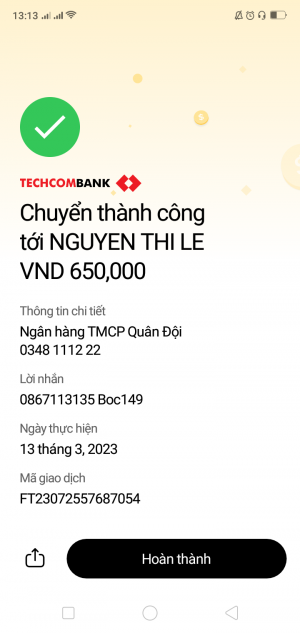 13:13
TECHCOMBANK
Chuyển thành công
tới NGUYEN THI LE
VND 650,000
Thông tin chi tiết
Ngân hàng TMCP Quân Đội
0348 1112 22
Lời nhắn
0867113135 Boc149
Ngày thực hiện
13 tháng 3, 2023
Mã giao dịch
FT23072557687054
Hoàn thành